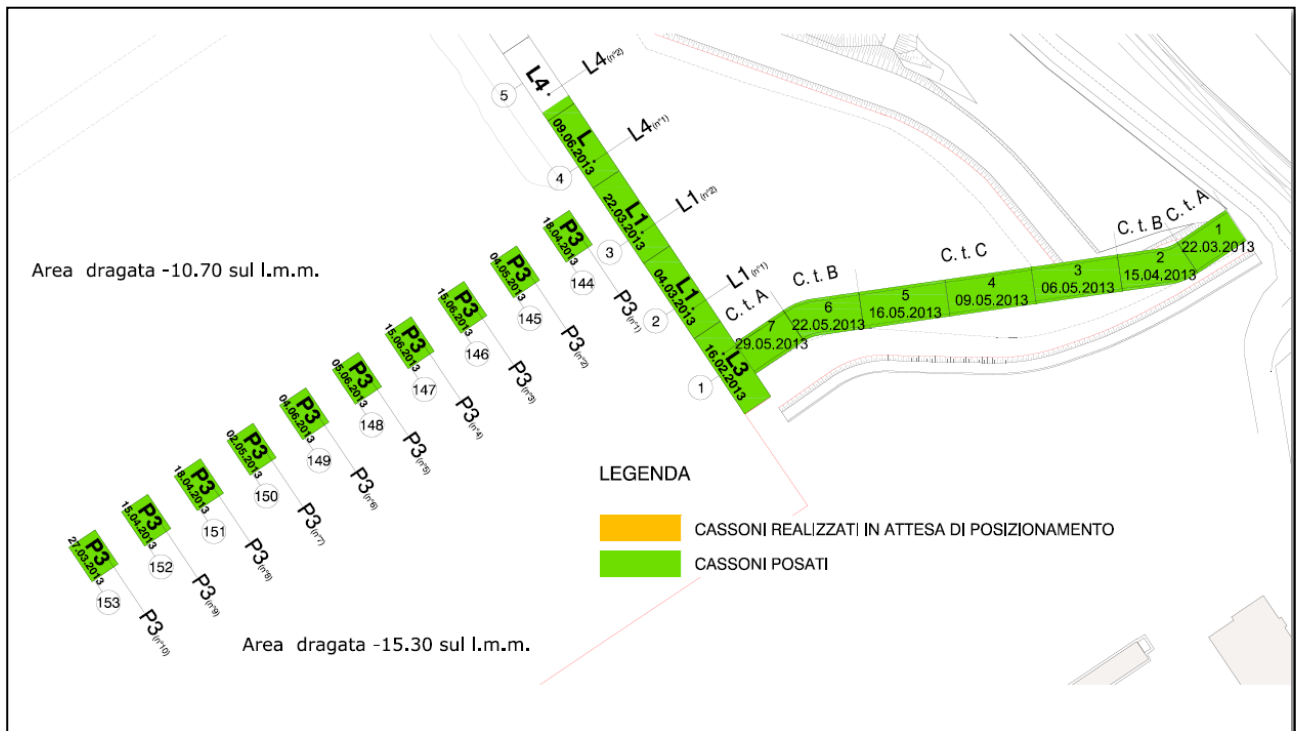 L4.
L4(n°2)
5
L.
09.06.2013
L4(n°1)
4
L1.
22.03.2013
L1(n°2)
3
L1.
04.03.2013
L1(n°1)
2
.L3
16.02.2013
1
C. t. A
C. t. B
C. t. C
C. t. B
C. t. A
7
29.05.2013
6
22.05.2013
5
16.05.2013
4
09.05.2013
3
06.05.2013
2
15.04.2013
1
22.03.2013
Area dragata -10.70 sul l.m.m.
P3
18.04.2013
144
P3(n°1)
P3
04.05.2013
145
P3(n°2)
P3
15.06.2013
146
P3(n°3)
P3
15.06.2013
147
P3(n°4)
P3
05.06.2013
148
P3(n°5)
P3
04.06.2013
149
P3(n°6)
P3
02.05.2013
150
P3(n°7)
P3
18.04.2013
151
P3(n°8)
P3
15.04.2013
152
P3(n°9)
P3
27.03.2013
153
P3(n°10)
Area dragata -15.30 sul l.m.m.
LEGENDA
CASSONI REALIZZATI IN ATTESA DI POSIZIONAMENTO
CASSONI POSATI